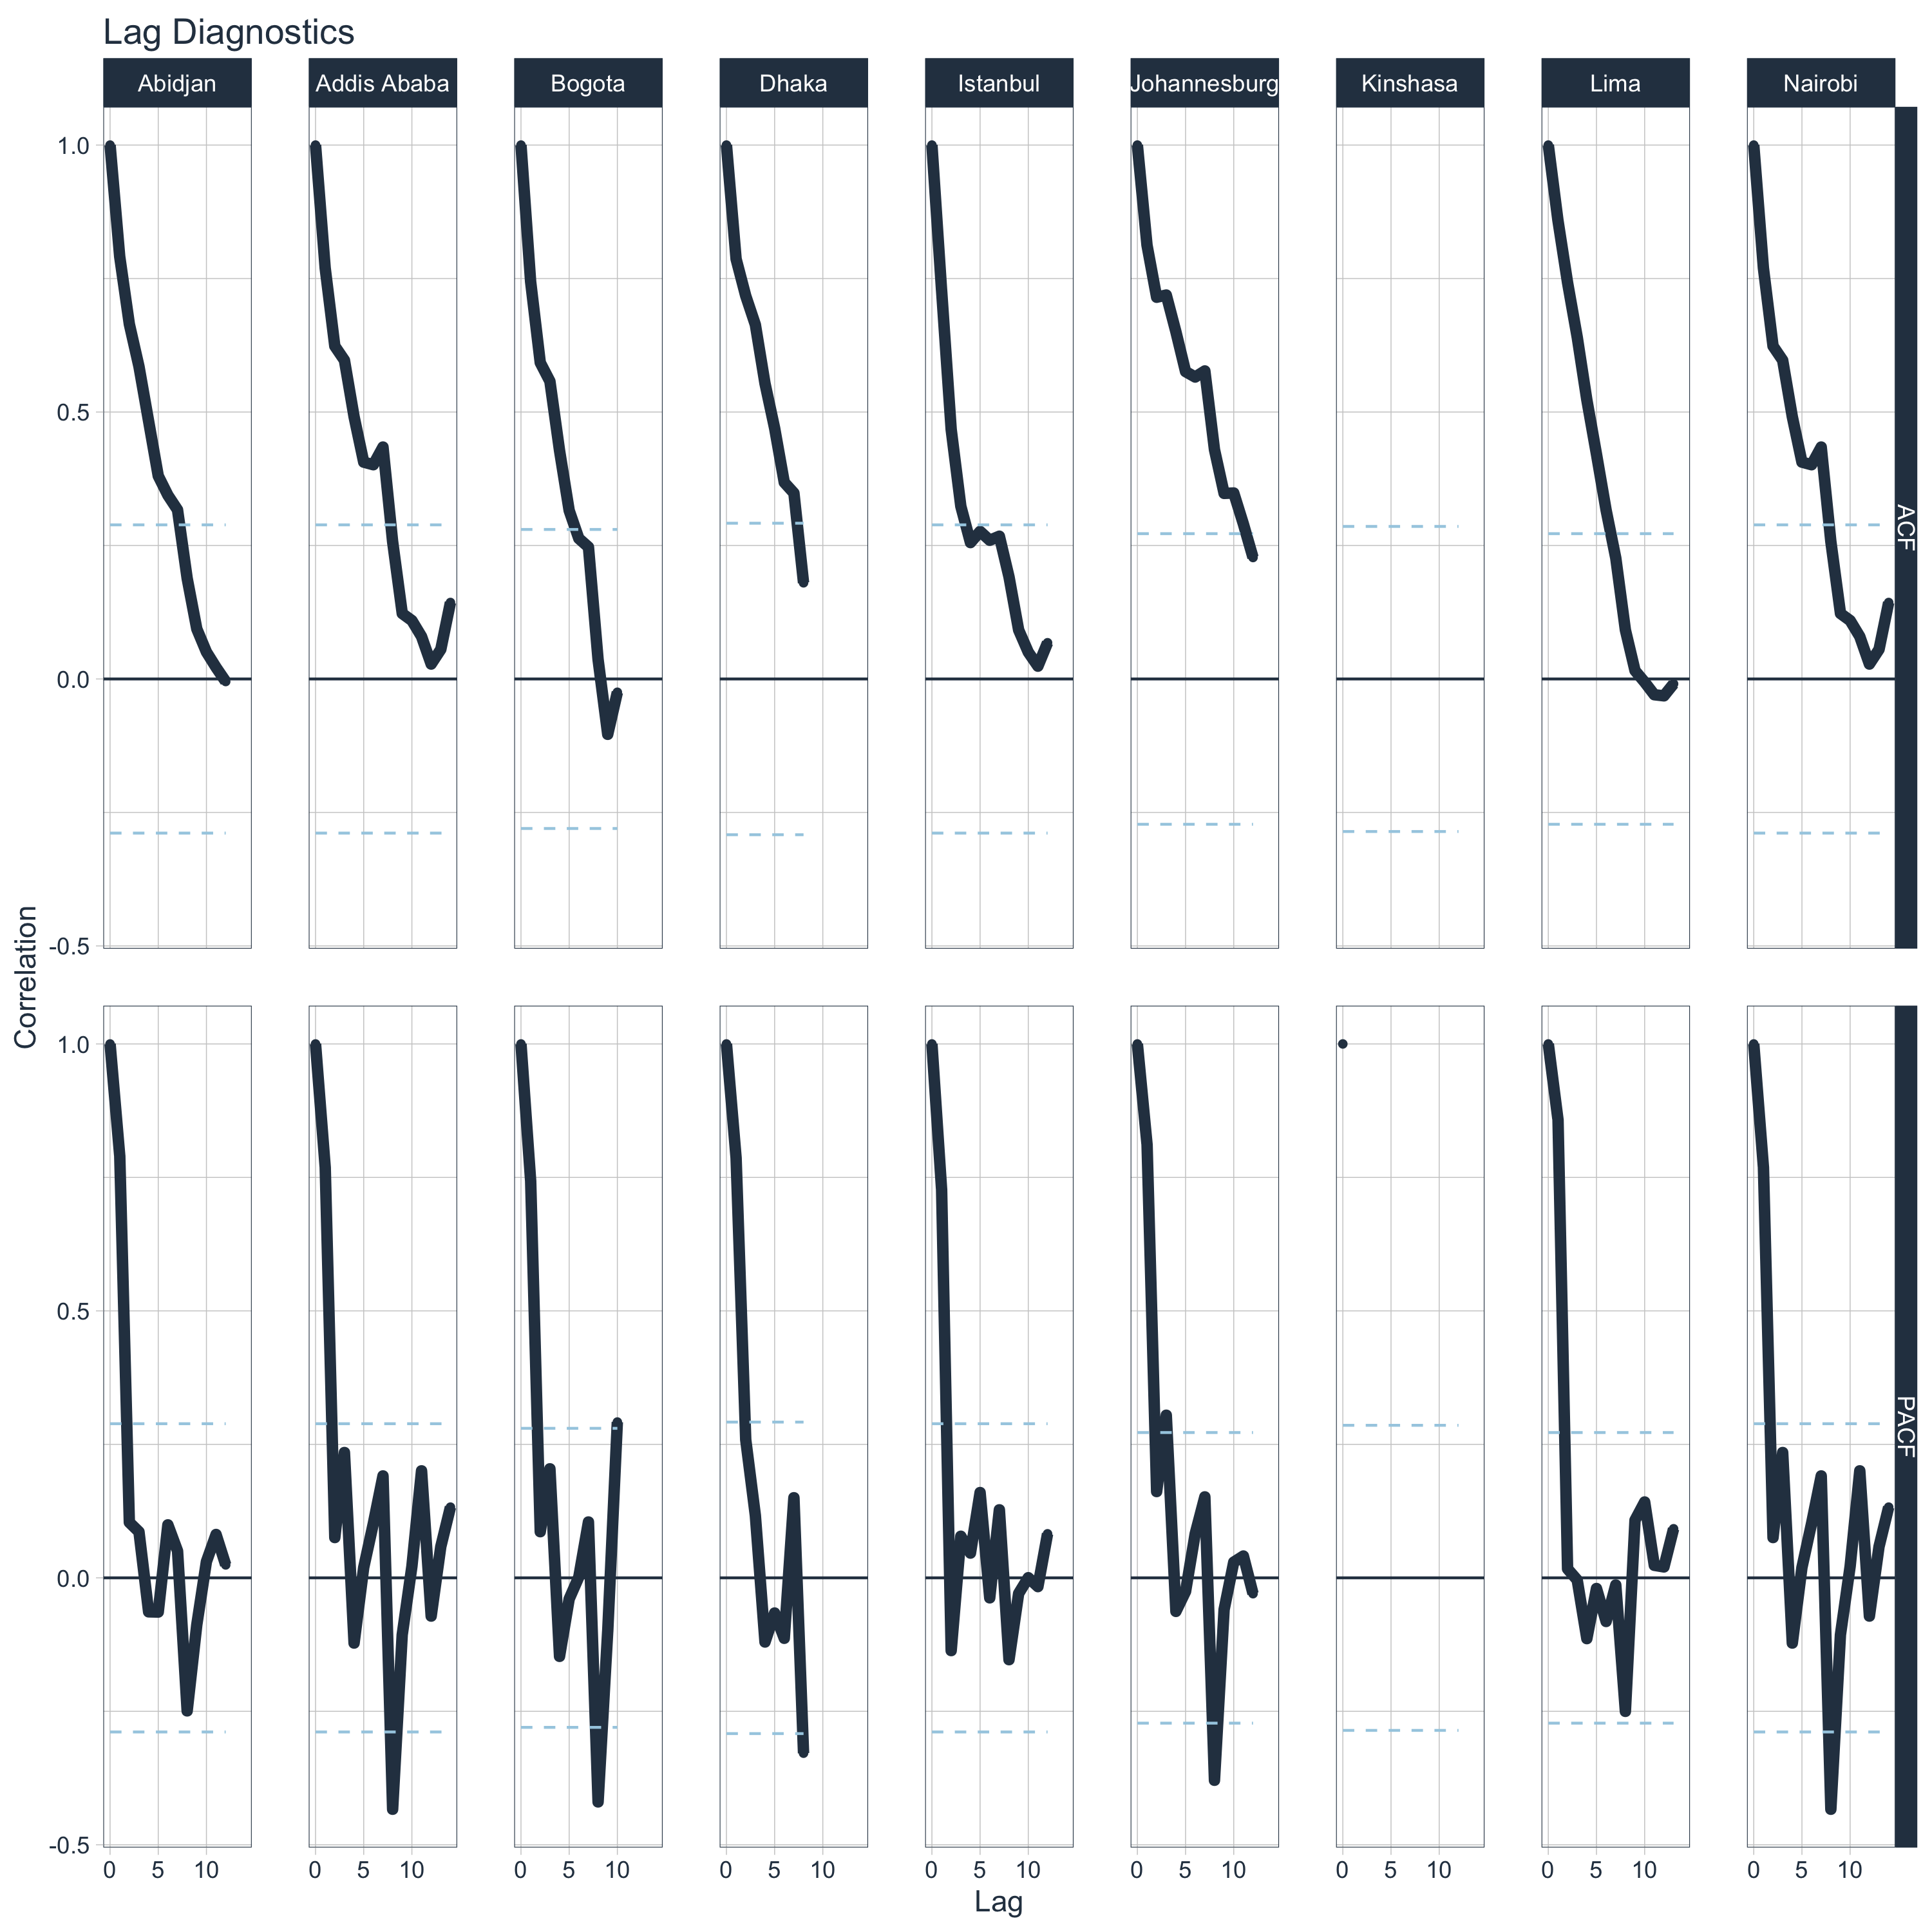 Lag Diagnostics
Abidjan Addis Ababa Bogota Dhaka Istanbul Johannesburg Kinshasa Lima Nairobi
1.0
0.5
0.0
-0.5
ACF
Correlation
1.0
0.5
0.0
-0.5
PACF
0 5 10 0 5 10 0 5 10 0 5 10 0 5 10 0 5 10 0 5 10 0 5 10 0 5 10
Lag